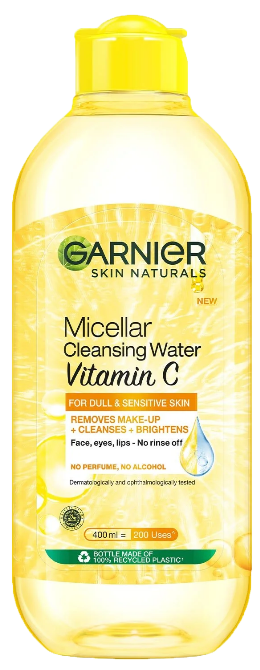 GARNIER
SKIN NATURALS
NEW
Micellar
Cleansing Water
Vitamin C
FOR DULL & SENSITIVE SKIN
REMOVES MAKE-UP
+ CLEANSES + BRIGHTENS
Face, eyes, lips - No rinse off
NO PERFUME, NO ALCOHOL
Dermatologically and ophthalmologically tested
400ml = 200 Uses*
BOTTLE MADE OF
100% RECYCLED PLASTIC¹